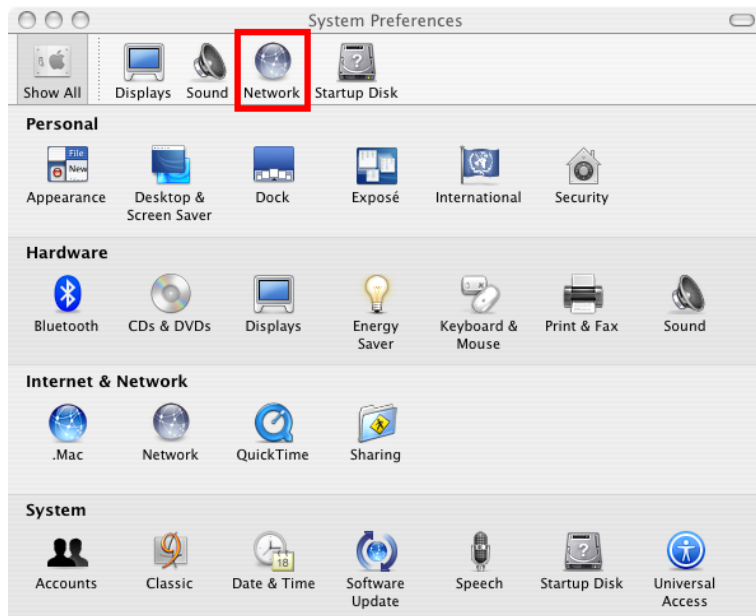 System Preferences
Show All Displays Sound Network Startup Disk
Personal
File
New
Appearance Desktop & Screen Saver Dock Exposé International Security
Hardware
Bluetooth CDs & DVDs Displays Energy Saver Keyboard & Mouse Print & Fax Sound
Internet & Network
.Mac Network QuickTime Sharing
System
18
Accounts Classic Date & Time Software Update Speech Startup Disk Universal Access